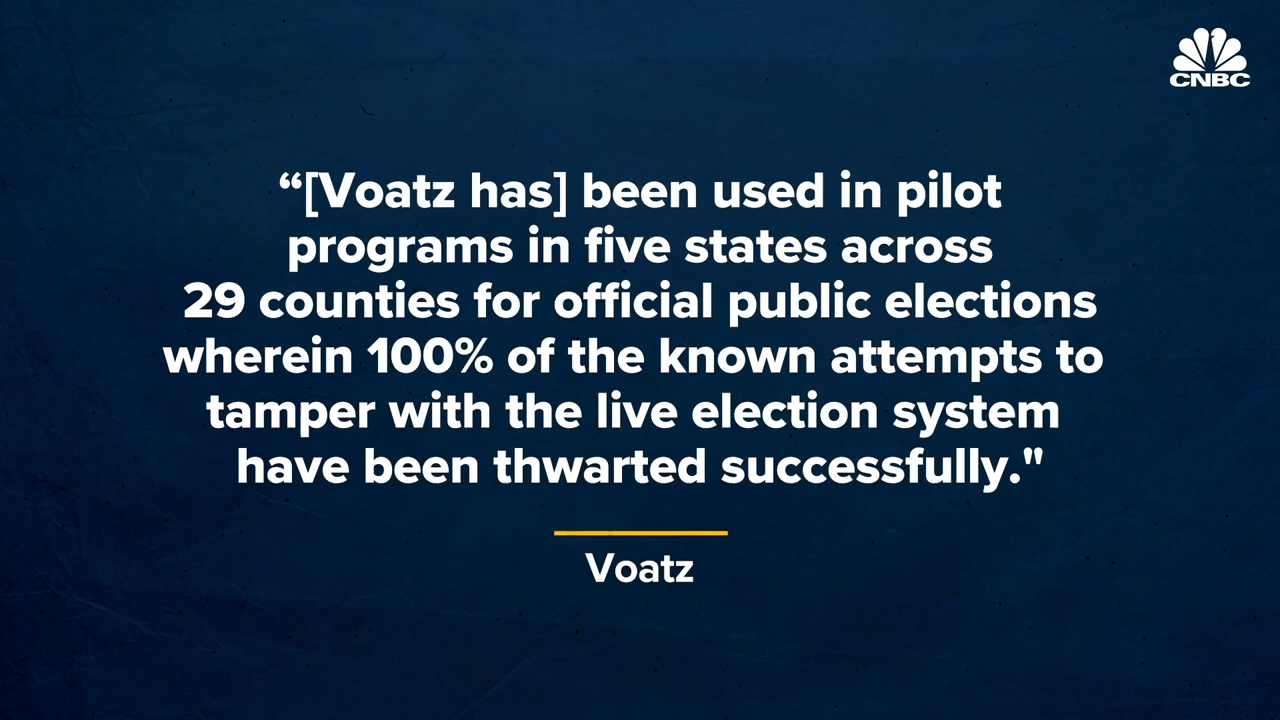 CNBC
“[Voatz has] been used in pilot
programs in five states across
29 counties for official public elections
wherein 100% of the known attempts to
tamper with the live election system
have been thwarted successfully."
Voatz